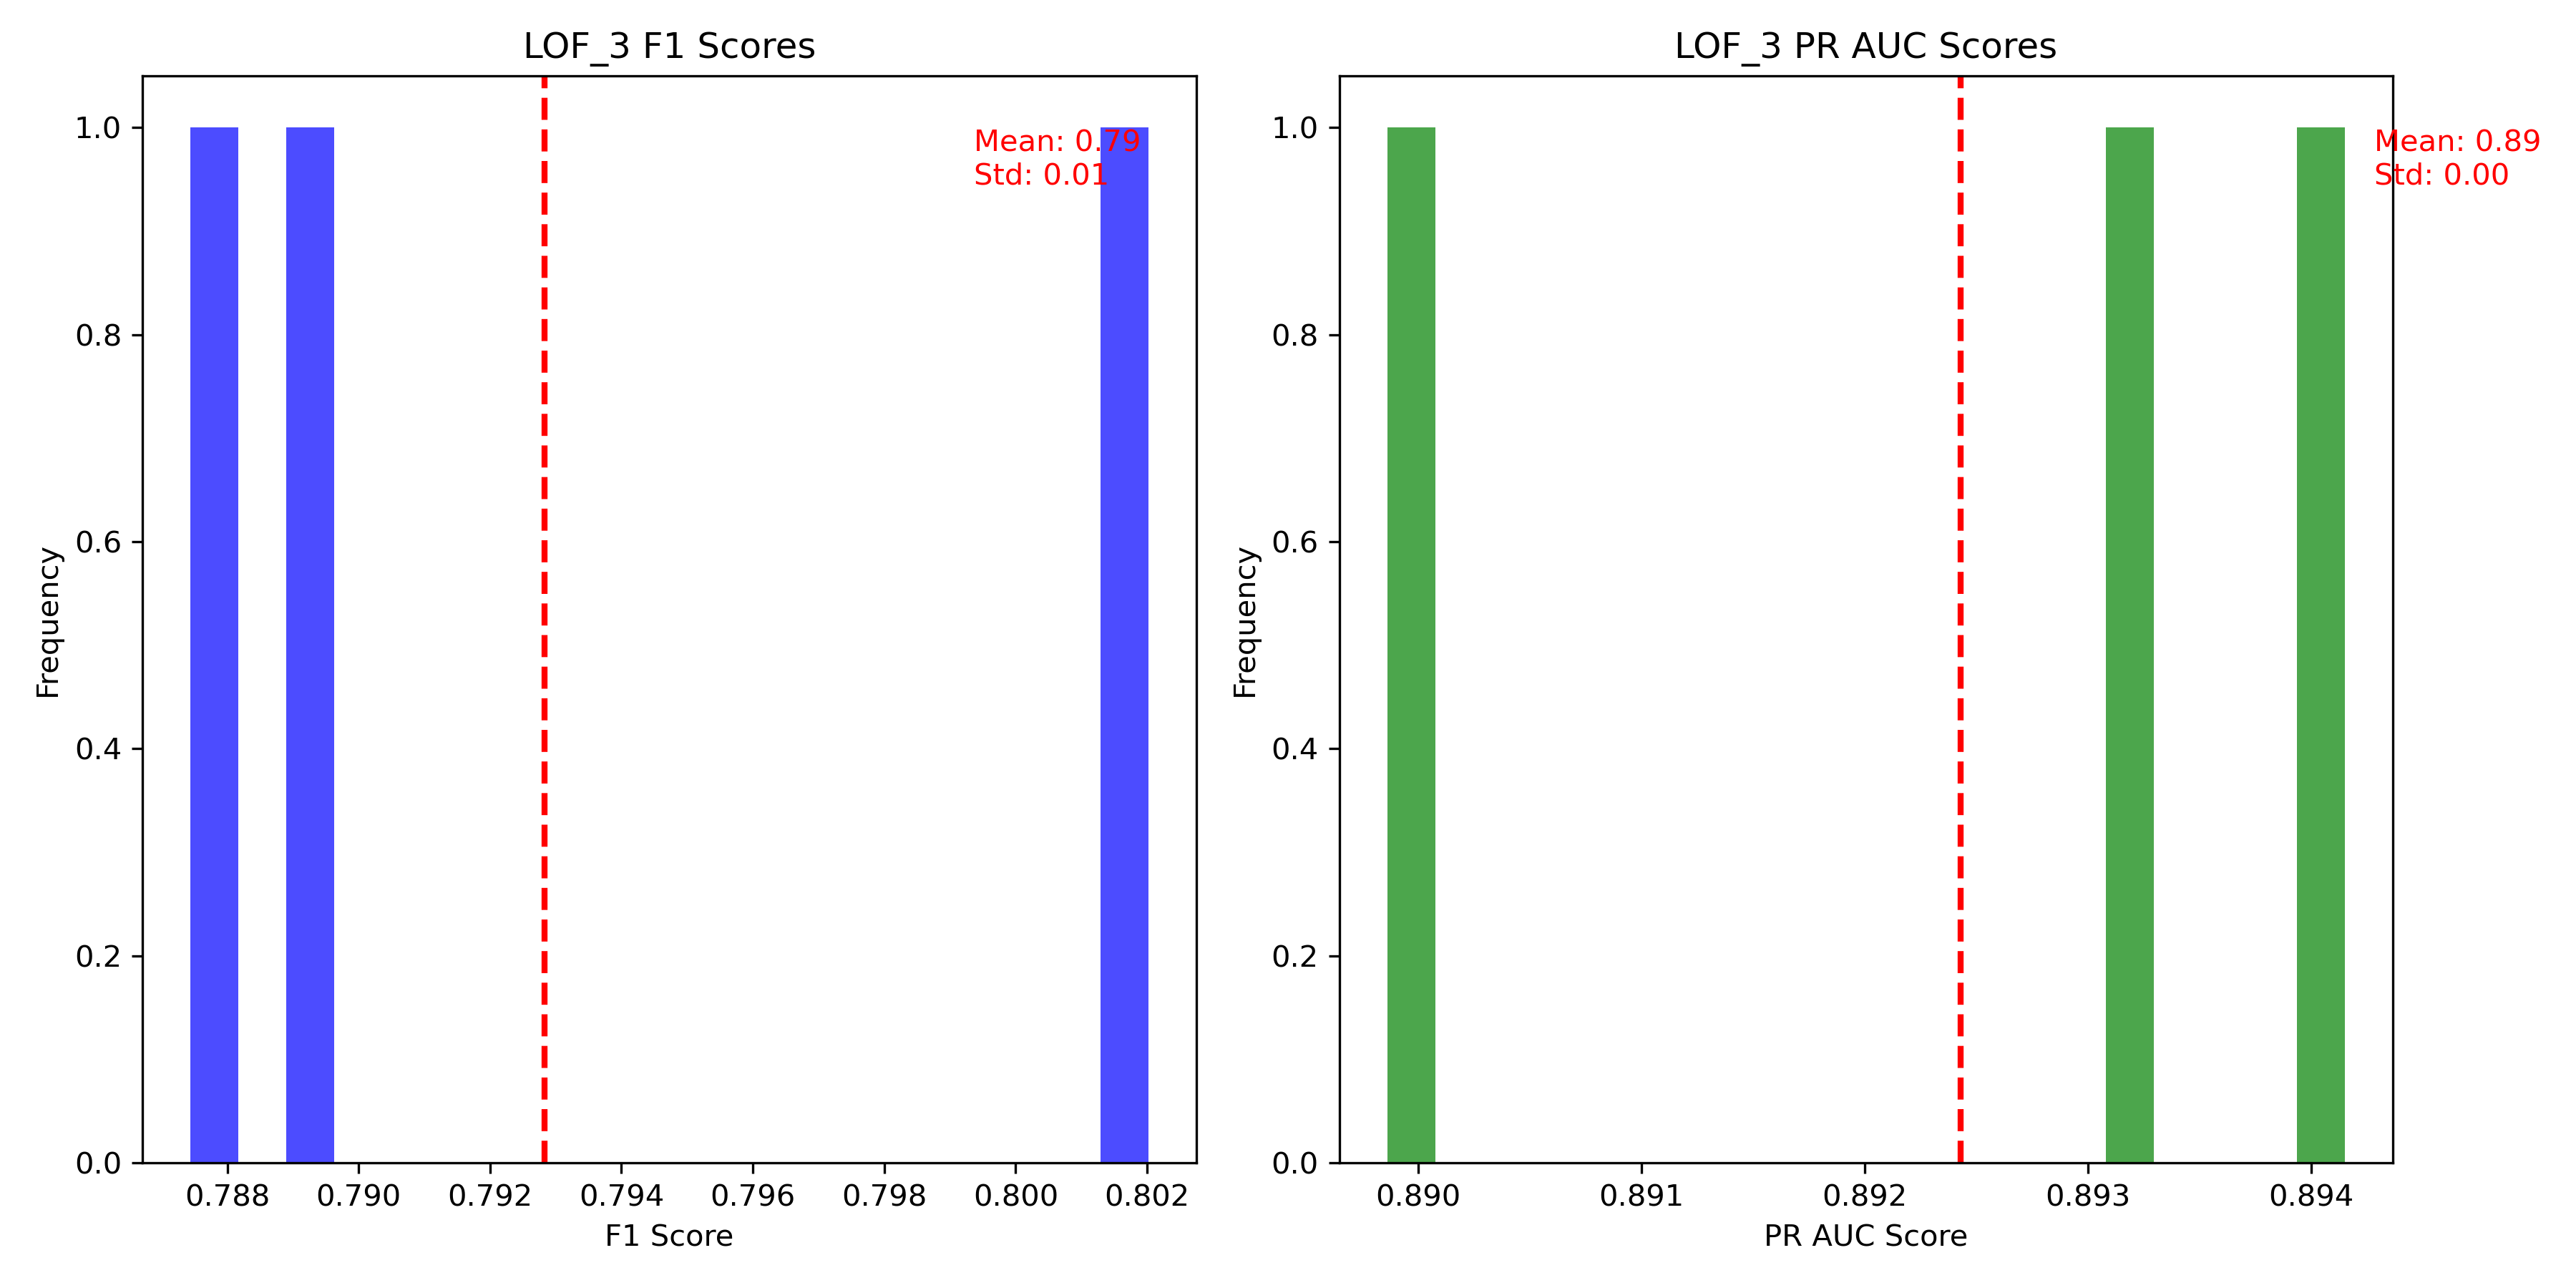 LOF_3 F1 Scores
Mean: 0.79
Std: 0.01
Frequency
1.0
0.8
0.6
0.4
0.2
0.0
0.788 0.790 0.792 0.794 0.796 0.798 0.800 0.802
F1 Score
LOF_3 PR AUC Scores
Mean: 0.89
Std: 0.00
Frequency
1.0
0.8
0.6
0.4
0.2
0.0
0.890 0.891 0.892 0.893 0.894
PR AUC Score